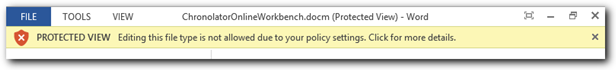 FILE TOOLS VIEW ChronolatorOnlineWorkbench.docm (Protected View) - Word
PROTECTED VIEW Editing this file type is not allowed due to your policy settings. Click for more details.